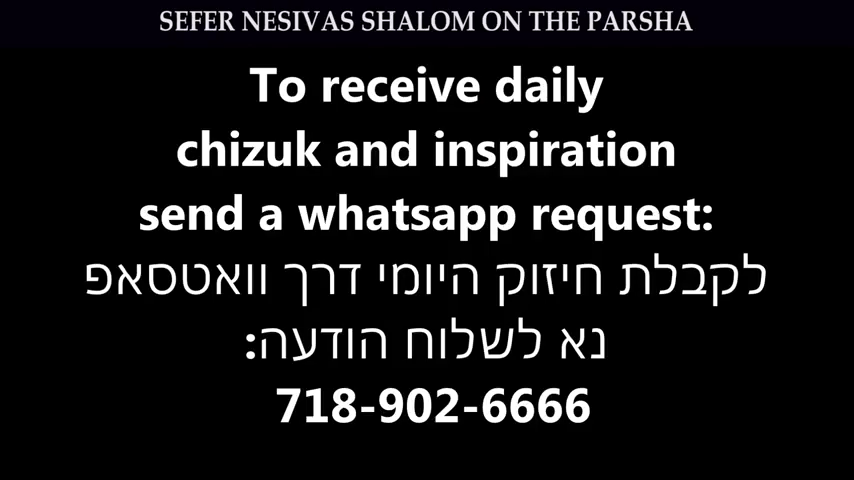 SEFER NESIVAS SHALOM ON THE PARSHA
To receive daily
chizuk and inspiration
send a whatsapp request:
לקבלת חיזוק היומי דרך וואטסאפ
נא לשלוח הודעה:
718-902-6666